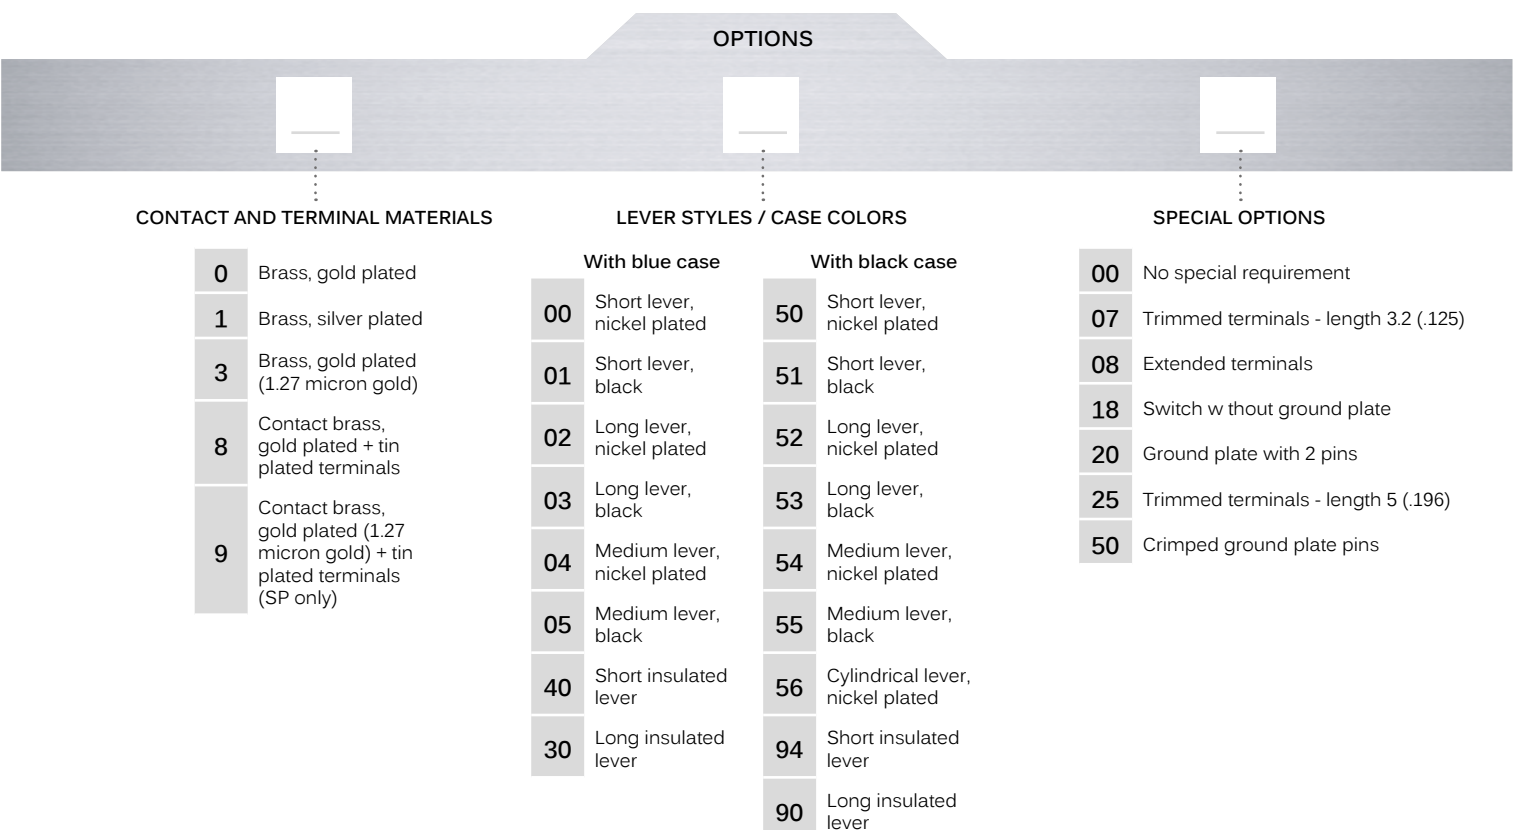 OPTIONS
CONTACT AND TERMINAL MATERIALS
0 Brass, gold plated
1 Brass, silver plated
3 Brass, gold plated
(1.27 micron gold)
8 Contact brass,
gold plated + tin
plated terminals
9 Contact brass,
gold plated (1.27
micron gold) + tin
plated terminals
(SP only)
LEVER STYLES / CASE COLORS
With blue case
00 Short lever,
nickel plated
01 Short lever,
black
02 Long lever,
nickel plated
03 Long lever,
black
04 Medium lever,
nickel plated
05 Medium lever,
black
40 Short insulated
lever
30 Long insulated
lever
With black case
50 Short lever,
nickel plated
51 Short lever,
black
52 Long lever,
nickel plated
53 Long lever,
black
54 Medium lever,
nickel plated
55 Medium lever,
black
56 Cylindrical lever,
nickel plated
94 Short insulated
lever
90 Long insulated
lever
SPECIAL OPTIONS
00 No special requirement
07 Trimmed terminals - length 3.2 (.125)
08 Extended terminals
18 Switch w thout ground plate
20 Ground plate with 2 pins
25 Trimmed terminals - length 5 (.196)
50 Crimped ground plate pins